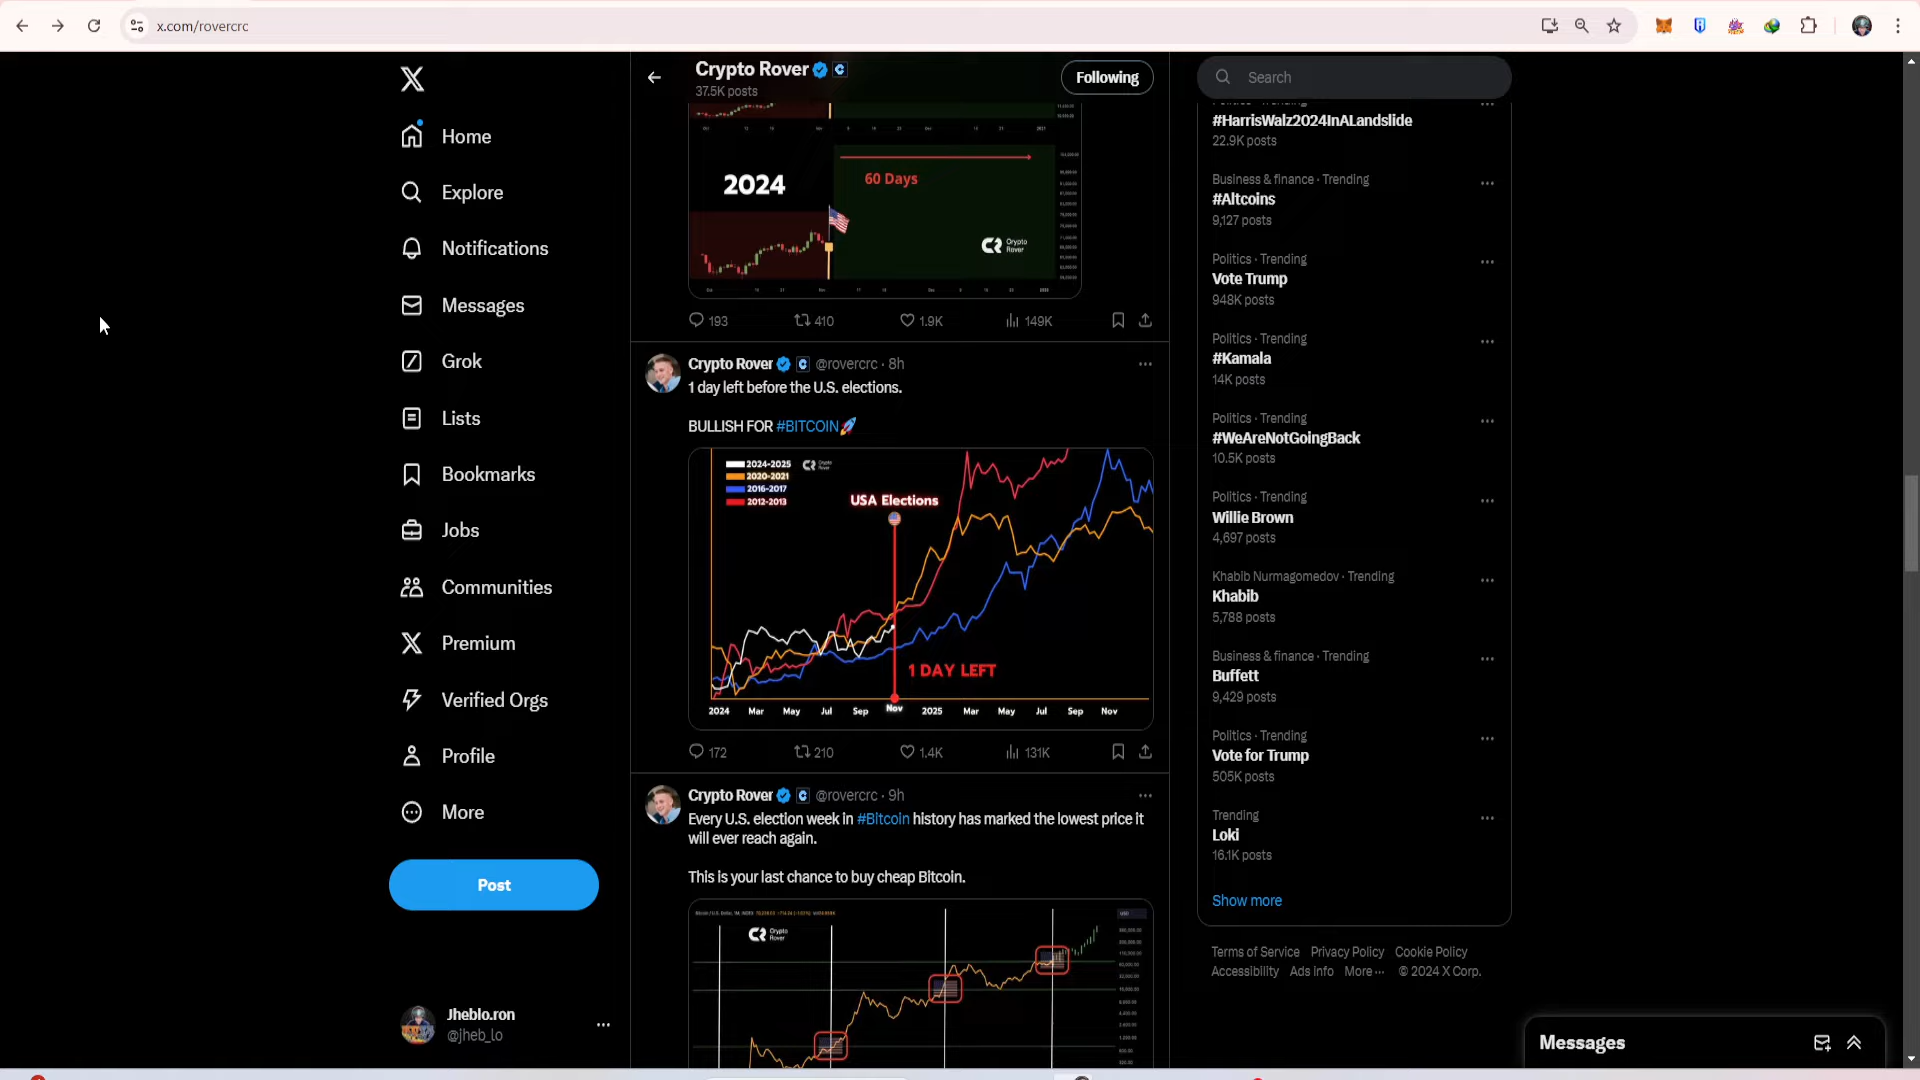 x.com/rovercrc
Crypto Rover
37.5K posts
Following
Search
Home
Explore
Notifications
Messages
Grok
Lists
Bookmarks
Jobs
Communities
Premium
Verified Orgs
Profile
More
Post
Jheblo.ron
@jheb_lo
2024
60 Days
Crypto
Rover
193
410
1.9K
149K
Crypto Rover @rovercrc · 8h
1 day left before the U.S. elections.
BULLISH FOR #BITCOIN
2024-2025
2020-2021
2016-2017
2012-2013
Crypto
Rover
USA Elections
1 DAY LEFT
2024 Mar May Jul Sep Nov 2025 Mar May Jul Sep Nov
172
210
1.4K
131K
Crypto Rover @rovercrc · 9h
Every U.S. election week in #Bitcoin history has marked the lowest price it
will ever reach again.
This is your last chance to buy cheap Bitcoin.
Crypto
Rover
#HarrisWalz2024InALandslide
22.9K posts
Business & finance · Trending
#Altcoins
9,127 posts
Politics · Trending
Vote Trump
948K posts
Politics · Trending
#Kamala
14K posts
Politics · Trending
#WeAreNotGoingBack
10.5K posts
Politics · Trending
Willie Brown
4,697 posts
Khabib Nurmagomedov · Trending
Khabib
5,788 posts
Business & finance · Trending
Buffett
9,429 posts
Politics · Trending
Vote for Trump
505K posts
Trending
Loki
16.1K posts
Show more
Terms of Service Privacy Policy Cookie Policy
Accessibility Ads info More ··· © 2024 X Corp.
Messages